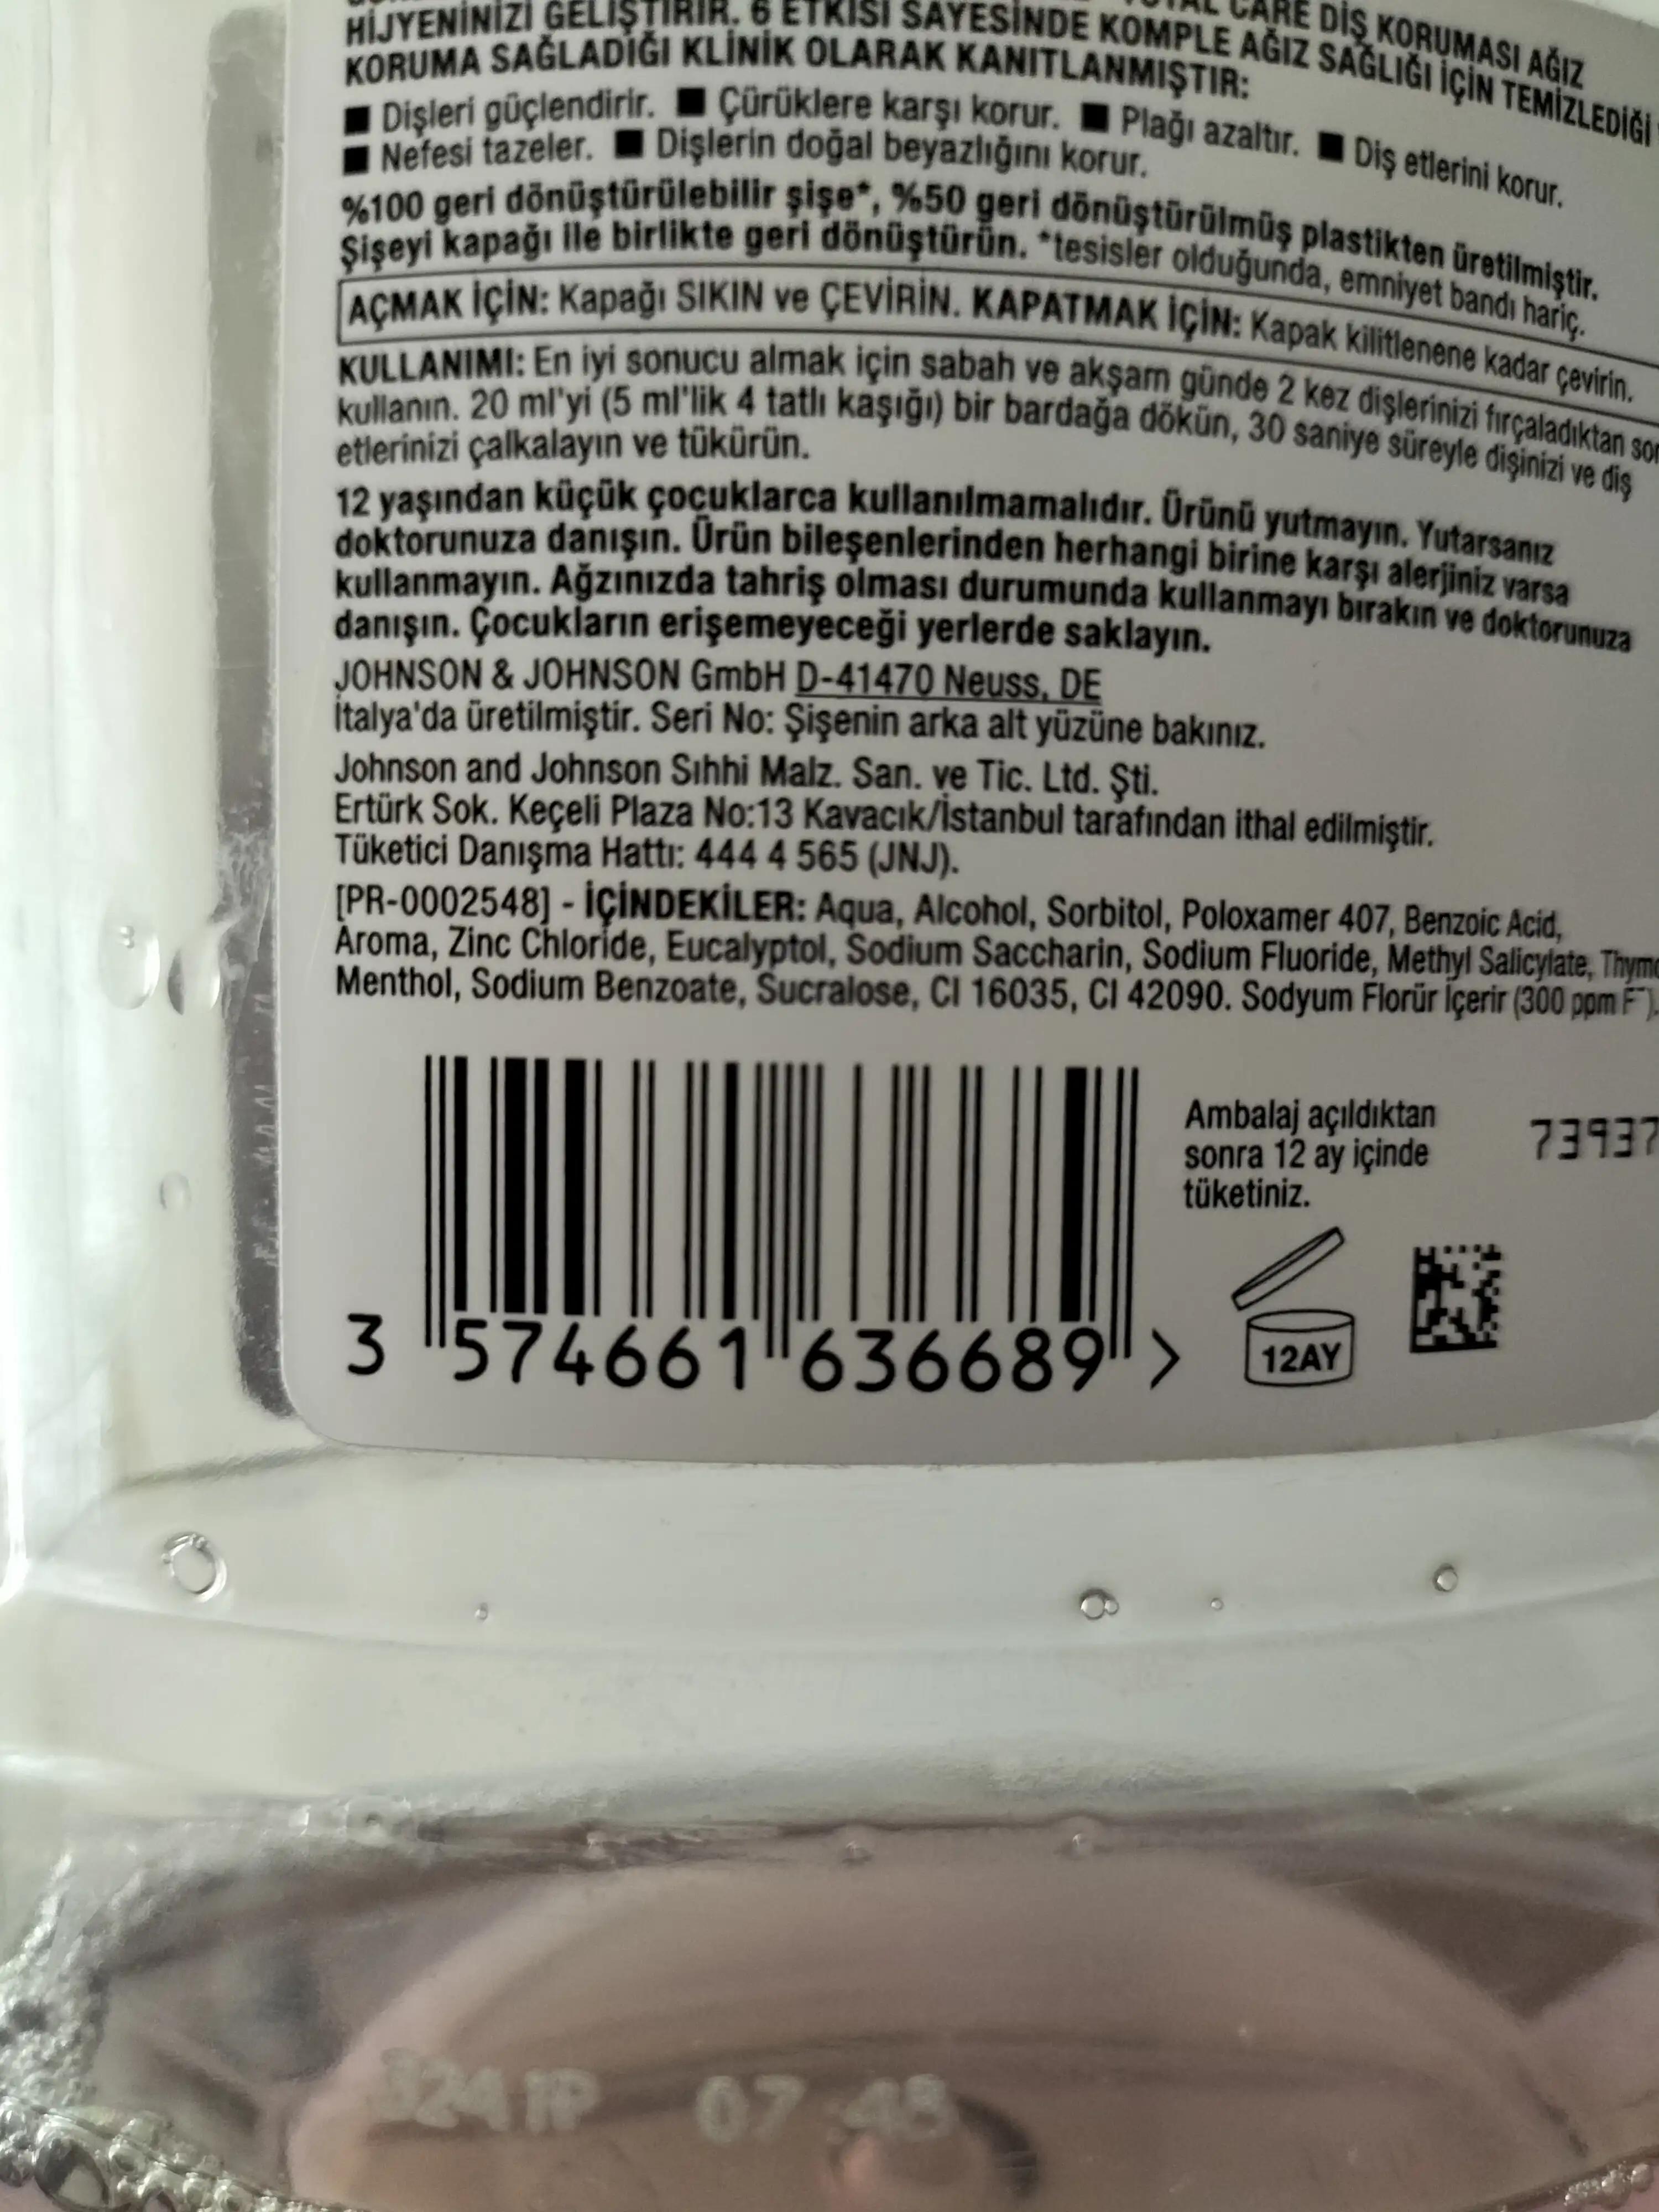 CARE DİŞ KORUMASI AĞIZ
HİJYENİNİZİ GELİŞTİRİR. 6 ETKİSİ SAYESİNDE KOMPLE AĞIZ SAĞLIĞI İÇİN TEMİZLEDİĞİ
KORUMA SAĞLADIĞI KLİNİK OLARAK KANITLANMIŞTIR:
■ Dişleri güçlendirir. ■ Çürüklere karşı korur. ■ Plağı azaltır. ■ Diş etlerini korur.
■ Nefesi tazeler. ■ Dişlerin doğal beyazlığını korur.
%100 geri dönüştürülebilir şişe*, %50 geri dönüştürülmüş plastikten üretilmiştir.
Şişeyi kapağı ile birlikte geri dönüştürün. *tesisler olduğunda, emniyet bandı hariç.
AÇMAK İÇİN: Kapağı SIKIN ve ÇEVİRİN. KAPATMAK İÇİN: Kapak kilitlenene kadar çevirin.
KULLANIMI: En iyi sonucu almak için sabah ve akşam günde 2 kez dişlerinizi fırçaladıktan
kullanın. 20 ml'yi (5 ml'lik 4 tatlı kaşığı) bir bardağa dökün, 30 saniye süreyle dişinizi ve diş
etlerinizi çalkalayın ve tükürün.
12 yaşından küçük çocuklarca kullanılmamalıdır. Ürünü yutmayın. Yutarsanız
doktorunuza danışın. Ürün bileşenlerinden herhangi birine karşı alerjiniz varsa
kullanmayın. Ağzınızda tahriş olması durumunda kullanmayı bırakın ve doktorunuza
danışın. Çocukların erişemeyeceği yerlerde saklayın.
JOHNSON & JOHNSON GmbH D-41470 Neuss, DE
İtalya'da üretilmiştir. Seri No: Şişenin arka alt yüzüne bakınız.
Johnson and Johnson Sıhhi Malz. San. ve Tic. Ltd. Şti.
Ertürk Sok. Keçeli Plaza No:13 Kavacık/İstanbul tarafından ithal edilmiştir.
Tüketici Danışma Hattı: 444 4 565 (JNJ).
[PR-0002548] - İÇİNDEKİLER: Aqua, Alcohol, Sorbitol, Poloxamer 407, Benzoic Acid,
Aroma, Zinc Chloride, Eucalyptol, Sodium Saccharin, Sodium Fluoride, Methyl Salicylate,
Menthol, Sodium Benzoate, Sucralose, CI 16035, CI 42090. Sodyum Florür İçerir (300 ppm F⁻).
Ambalaj açıldıktan
sonra 12 ay içinde
tüketiniz.
73937
12AY
3 574661 636689 >
3241P 07:48